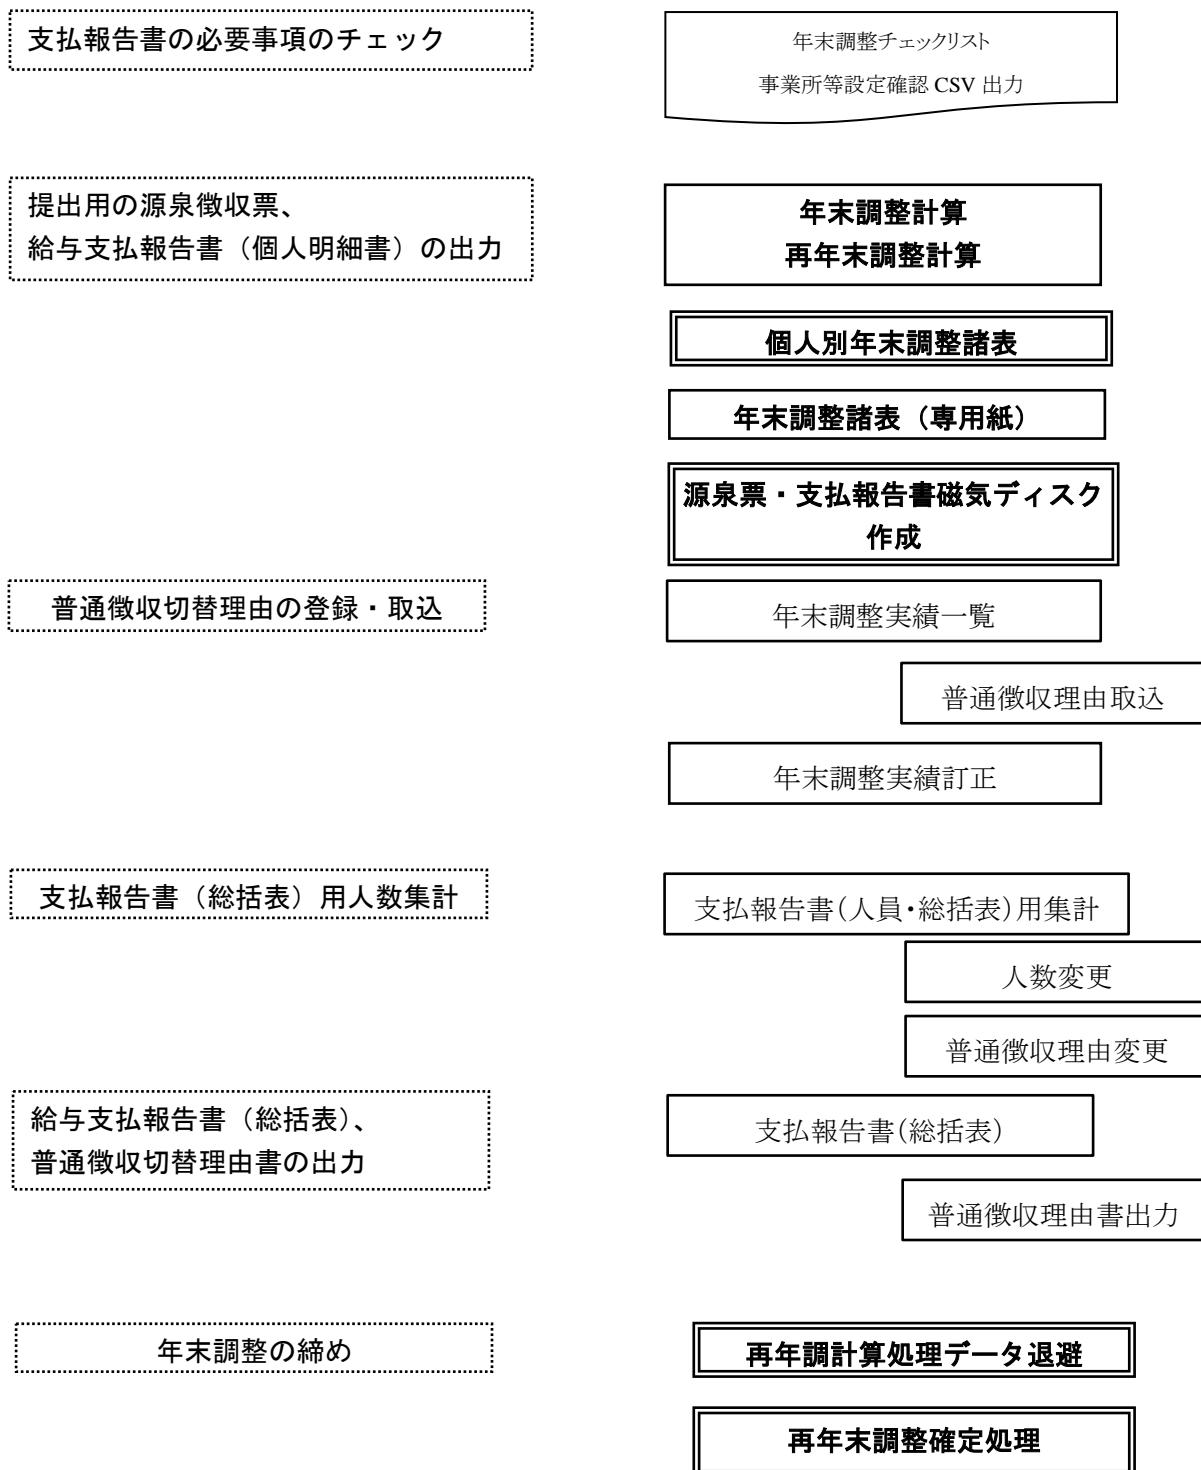 支払報告書の必要事項のチェック
年末調整チェックリスト
事業所等設定確認 CSV 出力
提出用の源泉徴収票、
給与支払報告書（個人明細書）の出力
年末調整計算
再年末調整計算
個人別年末調整諸表
年末調整諸表（専用紙）
源泉票・支払報告書磁気ディスク
作成
普通徴収切替理由の登録・取込
年末調整実績一覧
普通徴収理由取込
年末調整実績訂正
支払報告書（総括表）用人数集計
支払報告書（人員・総括表）用集計
人数変更
普通徴収理由変更
給与支払報告書（総括表）、
普通徴収切替理由書の出力
支払報告書（総括表）
普通徴収理由書出力
年末調整の締め
再年調計算処理データ退避
再年末調整確定処理